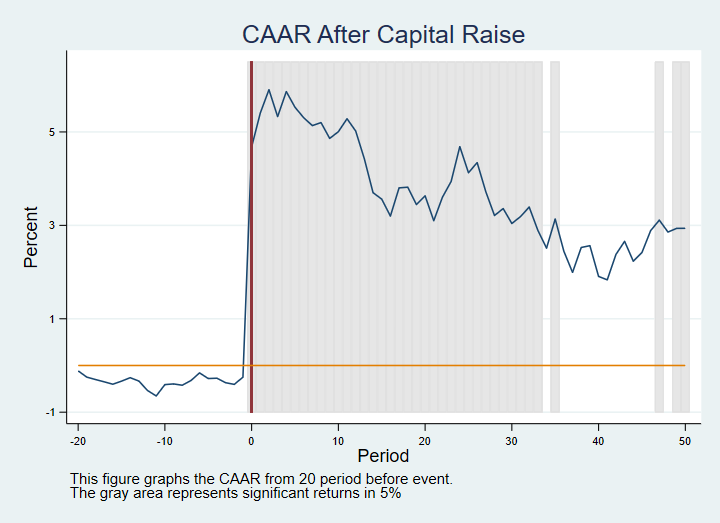 CAAR After Capital Raise
Percent
5
3
1
-1
-20
-10
0
10
20
30
40
50
Period
This figure graphs the CAAR from 20 period before event.
The gray area represents significant returns in 5%